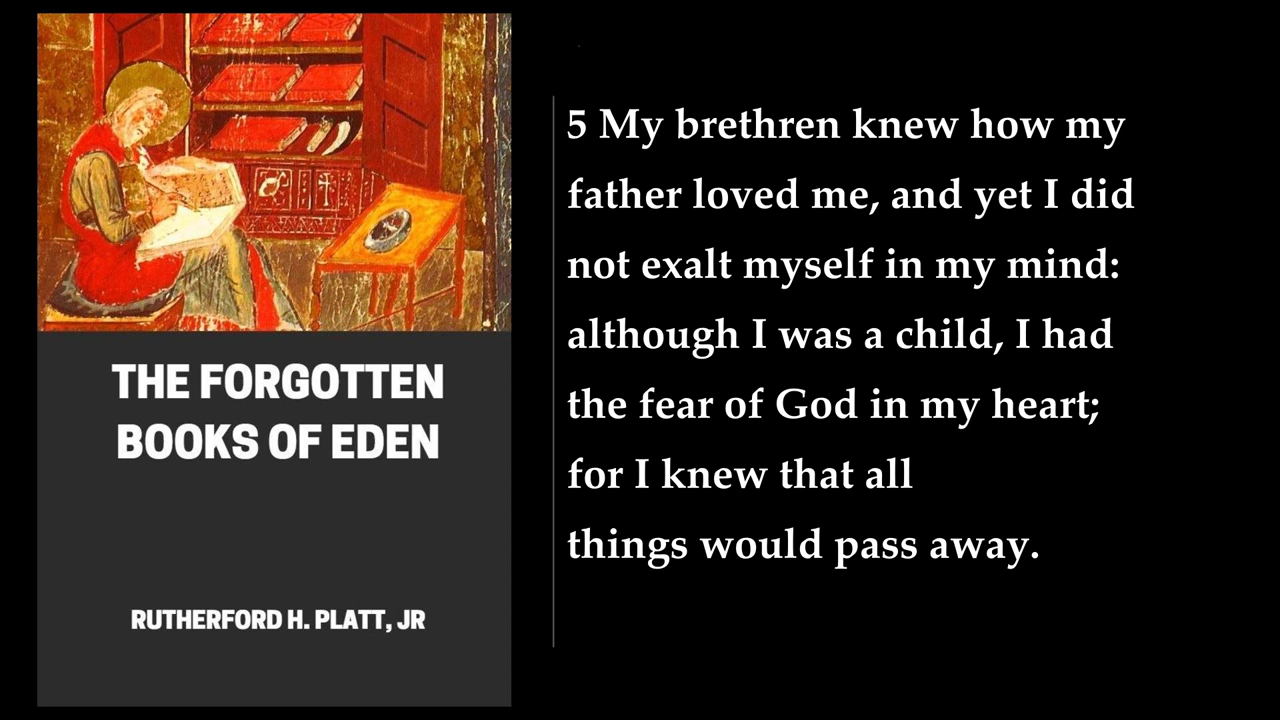 THE FORGOTTEN
BOOKS OF EDEN
RUTHERFORD H. PLATT, JR
5 My brethren knew how my
father loved me, and yet I did
not exalt myself in my mind:
although I was a child, I had
the fear of God in my heart;
for I knew that all
things would pass away.